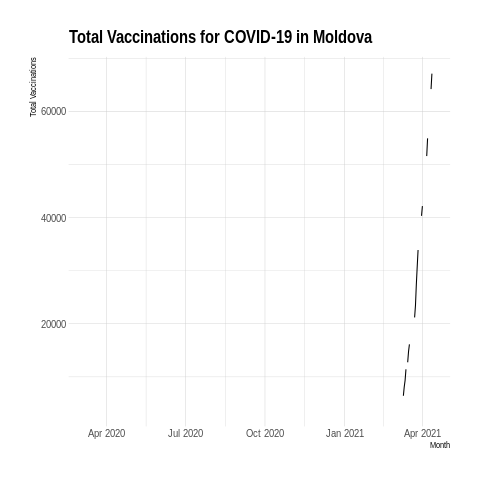 Total Vaccinations for COVID-19 in Moldova
Total Vaccinations
60000
40000
20000
Apr 2020 Jul 2020 Oct 2020 Jan 2021 Apr 2021
Month